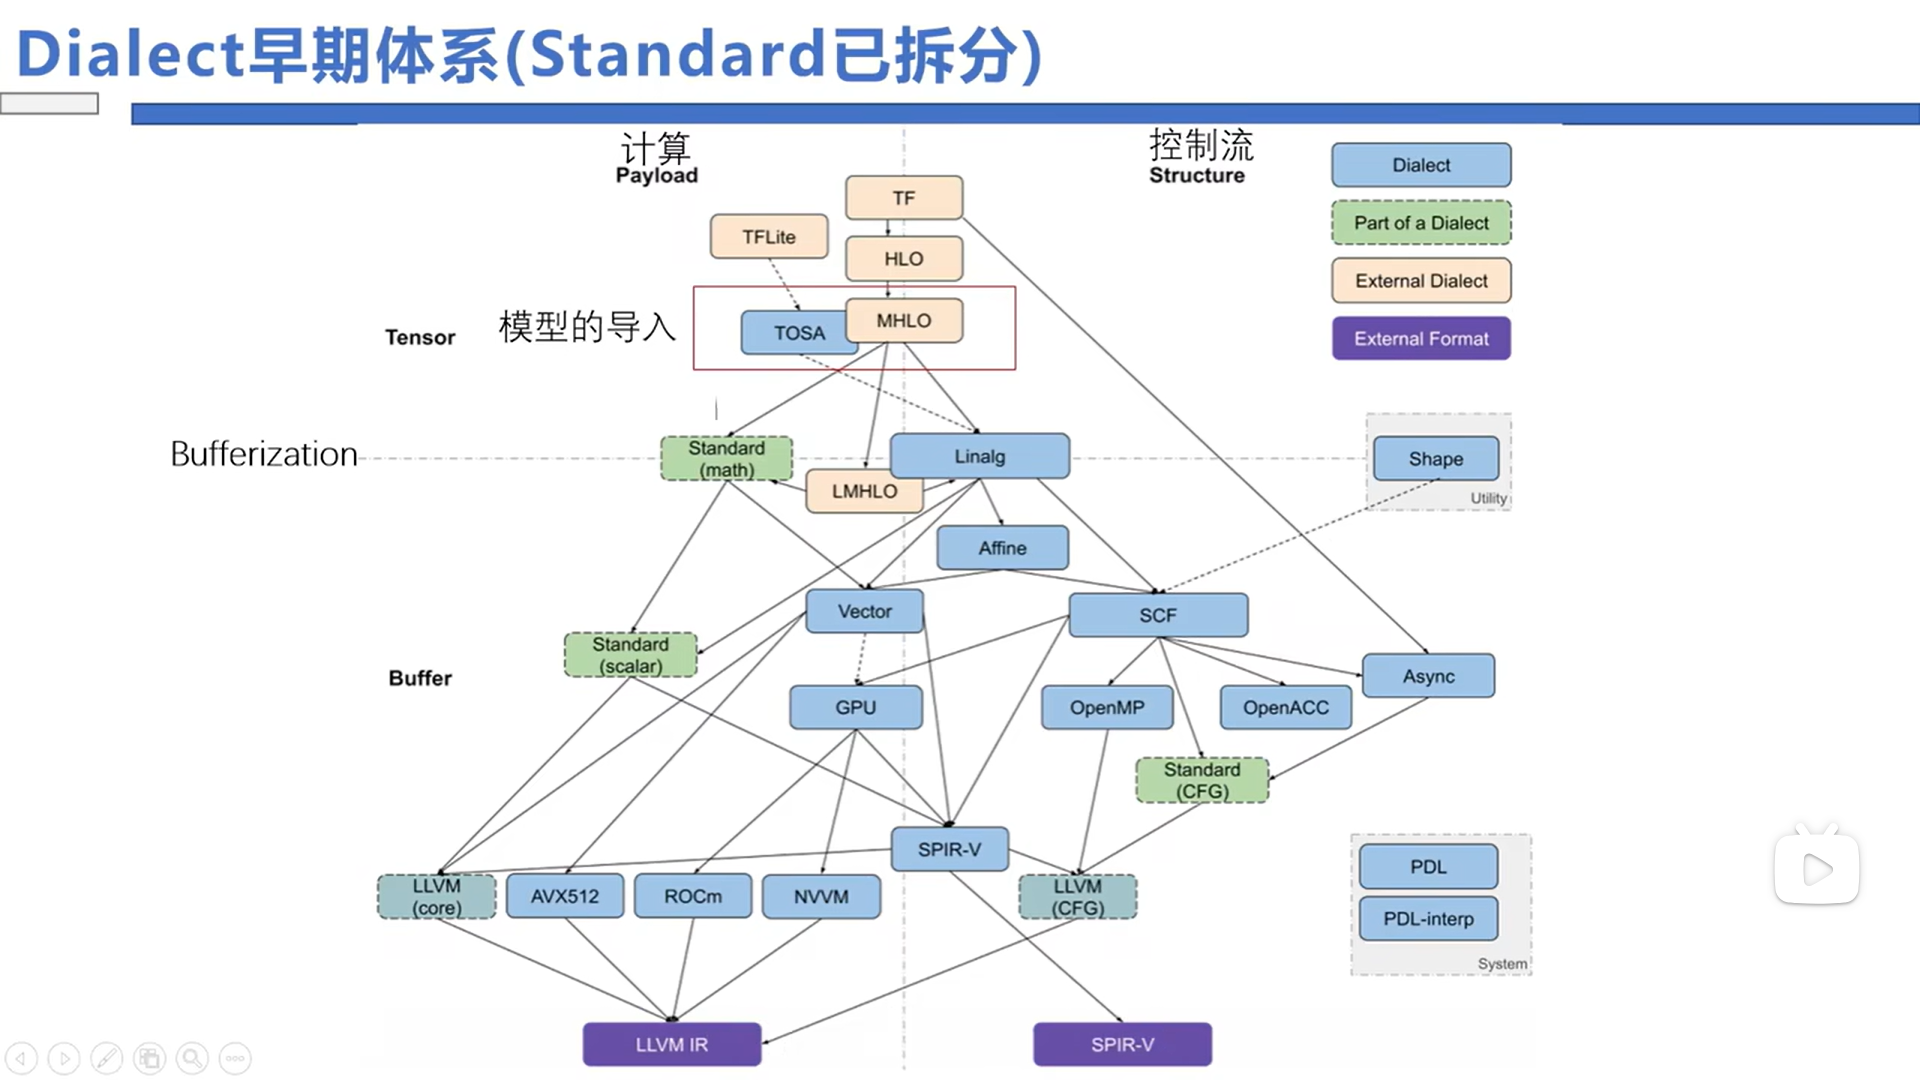 Dialect早期体系(Standard已拆分)
计算
Payload
控制流
Structure
Dialect
Part of a Dialect
External Dialect
External Format
TF
TFLite
HLO
Tensor
模型的导入
TOSA
MHLO
Bufferization
Standard
(math)
Linalg
LMHLO
Shape
Utility
Affine
Vector
SCF
Standard
(scalar)
Buffer
Async
GPU
OpenMP
OpenACC
Standard
(CFG)
SPIR-V
LLVM
(core)
AVX512
ROCm
NVVM
LLVM
(CFG)
PDL
PDL-interp
System
LLVM IR
SPIR-V